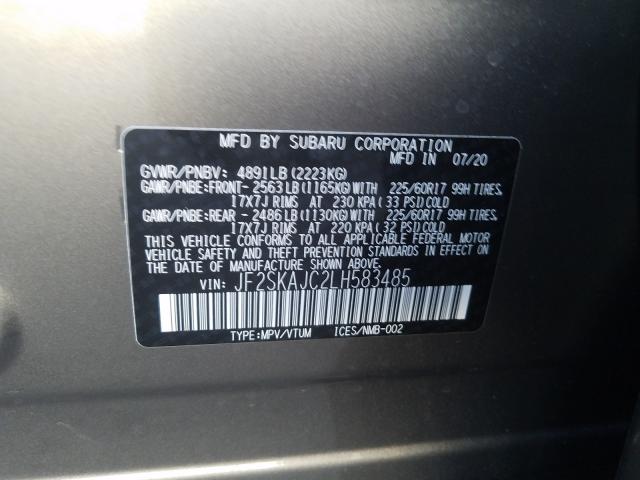 MFD BY SUBARU CORPORATION
MFD IN 07/20
GVWR/PNBV: 4891LB (2223KG)
GAWR/PNBE:FRONT- 2563LB (1165KG) WITH 225/60R17 99H TIRES,
17X7J RIMS AT 230 KPA (33 PSI) COLD
GAWR/PNBE:REAR - 2486LB (1130KG) WITH 225/60R17 99H TIRES,
17X7J RIMS AT 220 KPA (32 PSI) COLD
THIS VEHICLE CONFORMS TO ALL APPLICABLE FEDERAL MOTOR
VEHICLE SAFETY AND THEFT PREVENTION STANDARDS IN EFFECT ON THE
DATE OF MANUFACTURE SHOWN ABOVE.
VIN: JF2SKAJC2LH583485
TYPE:MPV/VTUM ICES/NMB-002